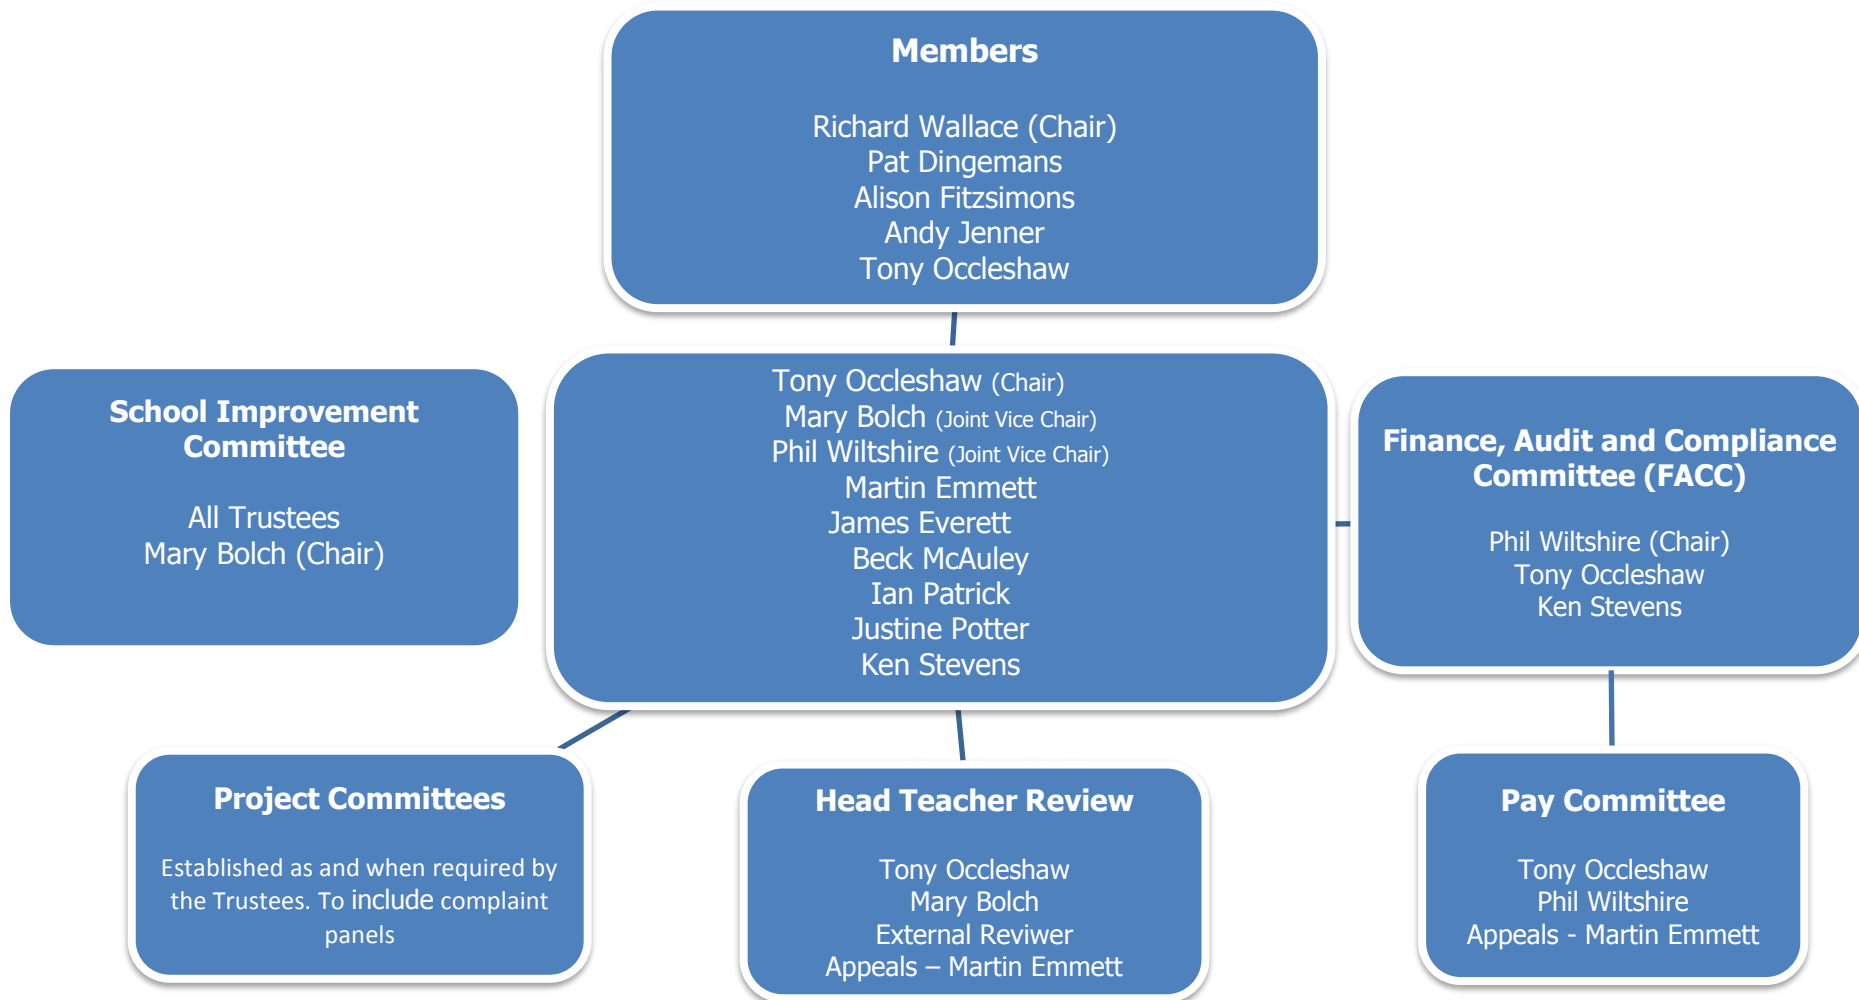 Members
Richard Wallace (Chair)
Pat Dingemans
Alison Fitzsimons
Andy Jenner
Tony Occleshaw
School Improvement
Committee
All Trustees
Mary Bolch (Chair)
Tony Occleshaw (Chair)
Mary Bolch (Joint Vice Chair)
Phil Wiltshire (Joint Vice Chair)
Martin Emmett
James Everett
Beck McAuley
Ian Patrick
Justine Potter
Ken Stevens
Finance, Audit and Compliance
Committee (FACC)
Phil Wiltshire (Chair)
Tony Occleshaw
Ken Stevens
Project Committees
Established as and when required by
the Trustees. To include complaint
panels
Head Teacher Review
Tony Occleshaw
Mary Bolch
External Reviwer
Appeals – Martin Emmett
Pay Committee
Tony Occleshaw
Phil Wiltshire
Appeals - Martin Emmett